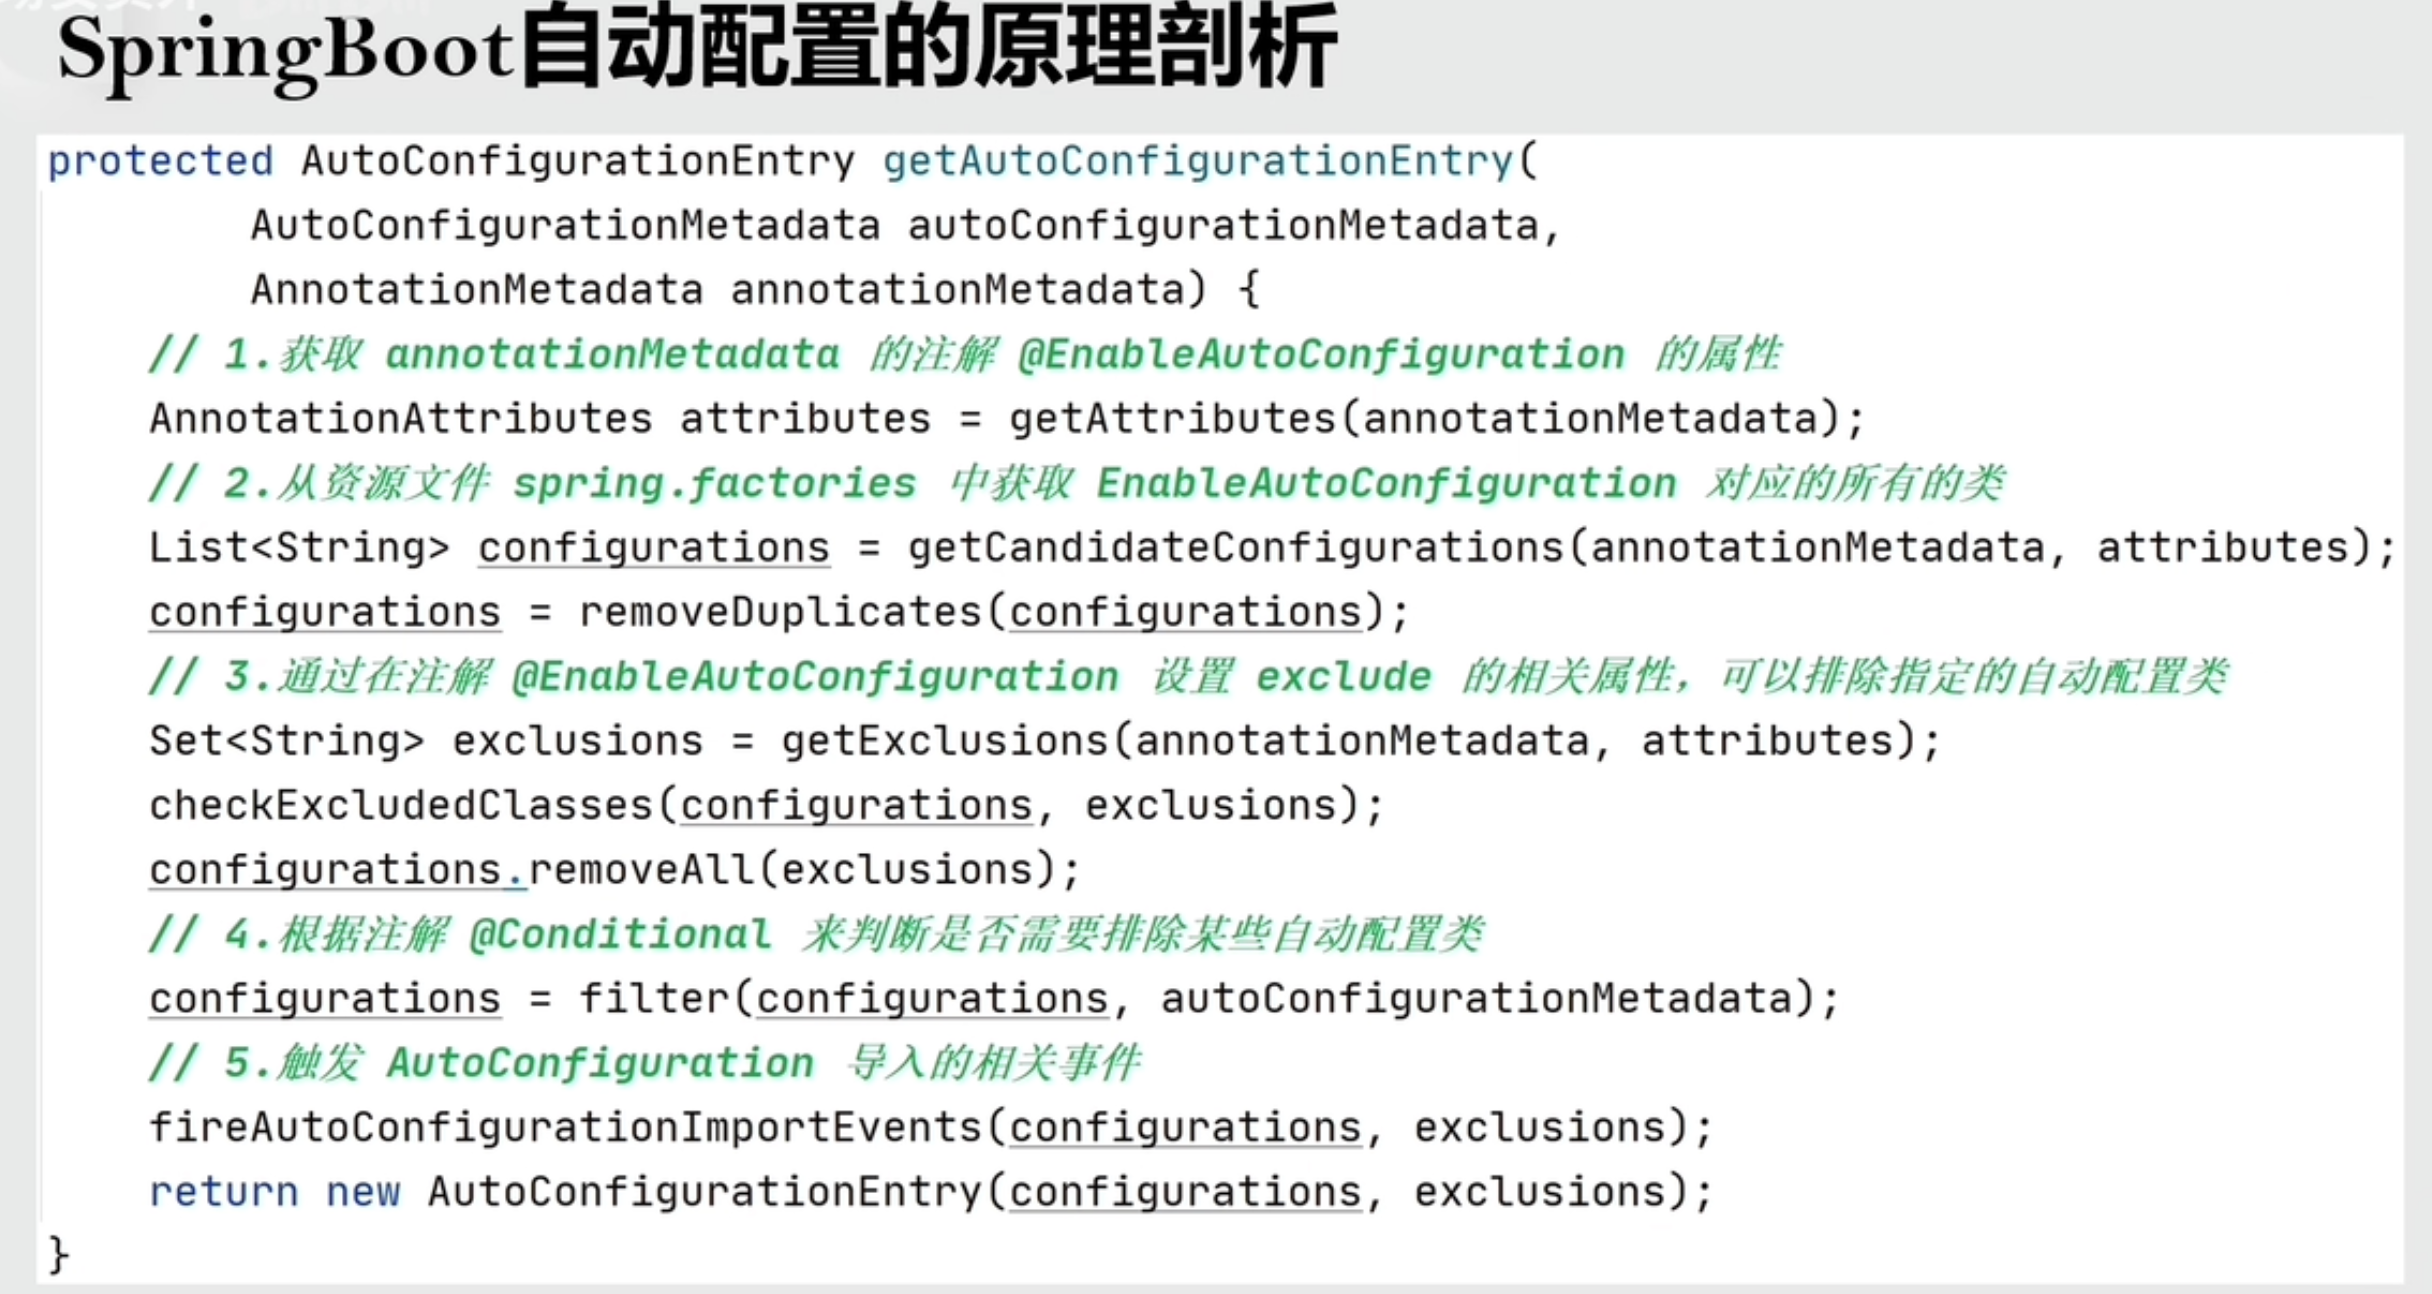 SpringBoot自动配置的原理剖析
protected AutoConfigurationEntry getAutoConfigurationEntry(
AutoConfigurationMetadata autoConfigurationMetadata,
AnnotationMetadata annotationMetadata) {
// 1.获取 annotationMetadata 的注解 @EnableAutoConfiguration 的属性
AnnotationAttributes attributes = getAttributes(annotationMetadata);
// 2.从资源文件 spring.factories 中获取 EnableAutoConfiguration 对应的所有的类
List<String> configurations = getCandidateConfigurations(annotationMetadata, attributes);
configurations = removeDuplicates(configurations);
// 3.通过在注解 @EnableAutoConfiguration 设置 exclude 的相关属性，可以排除指定的自动配置类
Set<String> exclusions = getExclusions(annotationMetadata, attributes);
checkExcludedClasses(configurations, exclusions);
configurations.removeAll(exclusions);
// 4.根据注解 @Conditional 来判断是否需要排除某些自动配置类
configurations = filter(configurations, autoConfigurationMetadata);
// 5.触发 AutoConfiguration 导入的相关事件
fireAutoConfigurationImportEvents(configurations, exclusions);
return new AutoConfigurationEntry(configurations, exclusions);
}